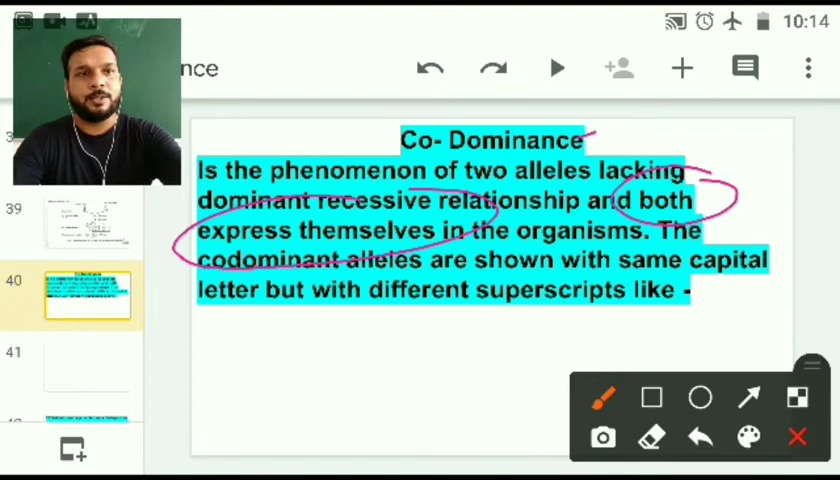 10:14
nce
Co- Dominance
Is the phenomenon of two alleles lacking
dominant recessive relationship and both
express themselves in the organisms. The
codominant alleles are shown with same capital
letter but with different superscripts like -
39
40
41